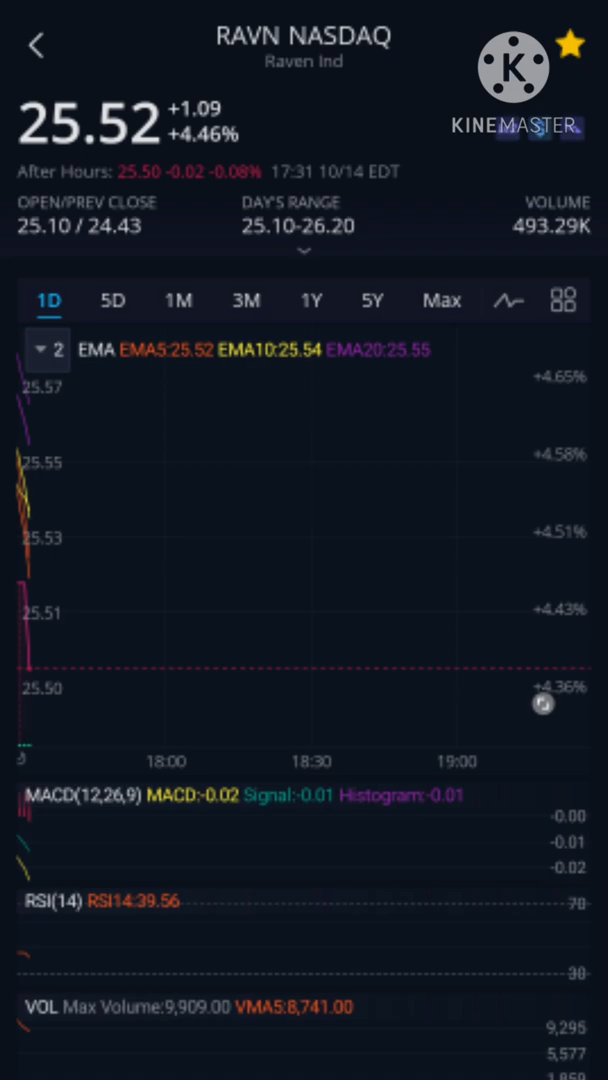 RAVN NASDAQ
Raven Ind
K
KINEMASTER
25.52 +1.09
+4.46%
After Hours: 25.50 -0.02 -0.08% 17:31 10/14 EDT
OPEN/PREV CLOSE DAY'S RANGE VOLUME
25.10 / 24.43 25.10-26.20 493.29K
1D 5D 1M 3M 1Y 5Y Max
2 EMA EMA5:25.52 EMA10:25.54 EMA20:25.55
25.57 +4.65%
25.55 +4.58%
25.53 +4.51%
25.51 +4.43%
25.50 +4.36%
18:00 18:30 19:00
MACD(12,26,9) MACD:-0.02 Signal:-0.01 Histogram:-0.01
-0.00
-0.01
-0.02
RSI(14) RSI14:39.56 70
30
VOL Max Volume:9,909.00 VMA5:8,741.00
9,295
5,577
1,859